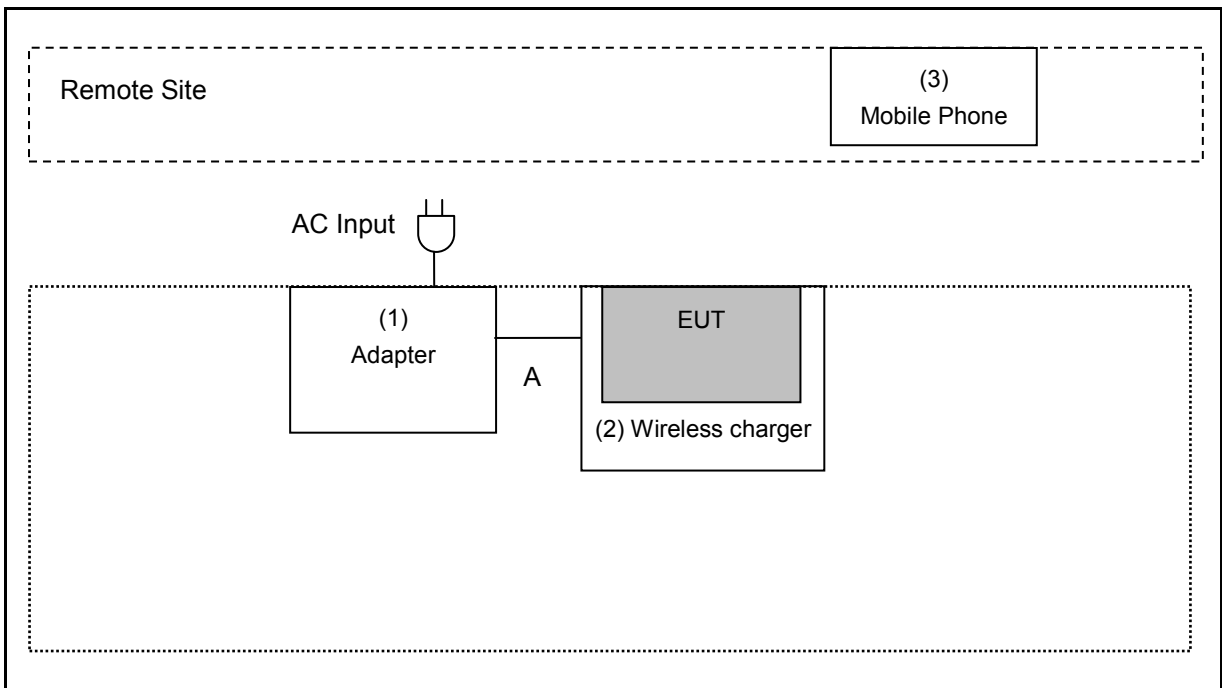 Remote Site
(3)
Mobile Phone
AC Input
(1)
Adapter
A
EUT
(2) Wireless charger